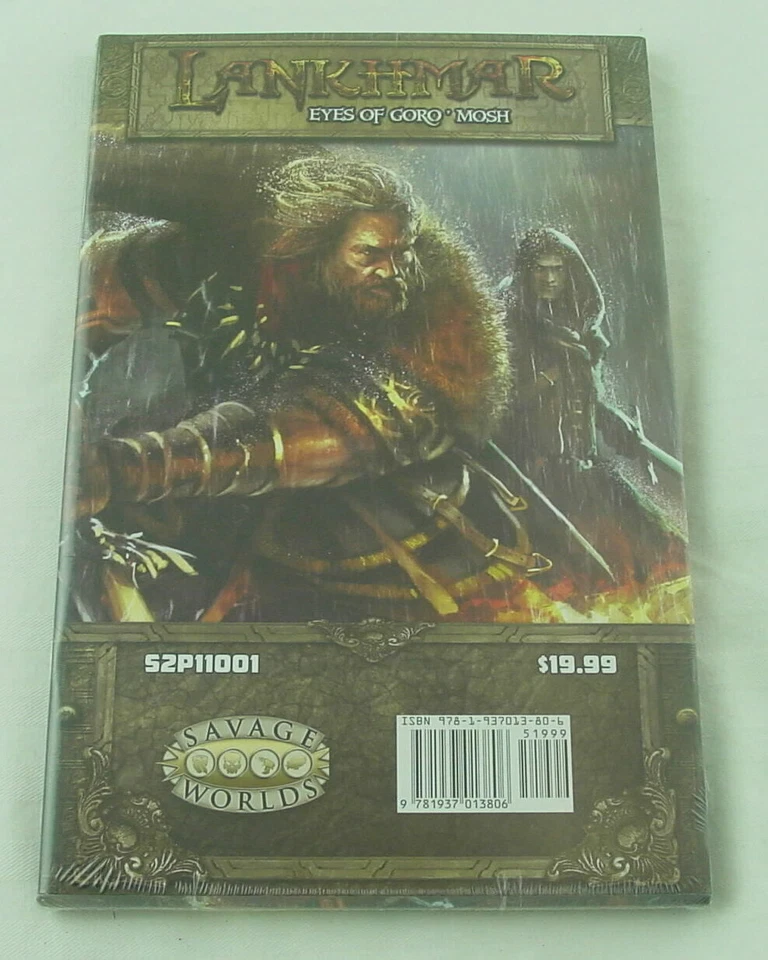 LANKHMAR
EYES OF GORO'MOSH
S2P11001
$19.99
SAVAGE
WORLDS
ISBN 978-1-937013-80-6
51999
9 781937 013806